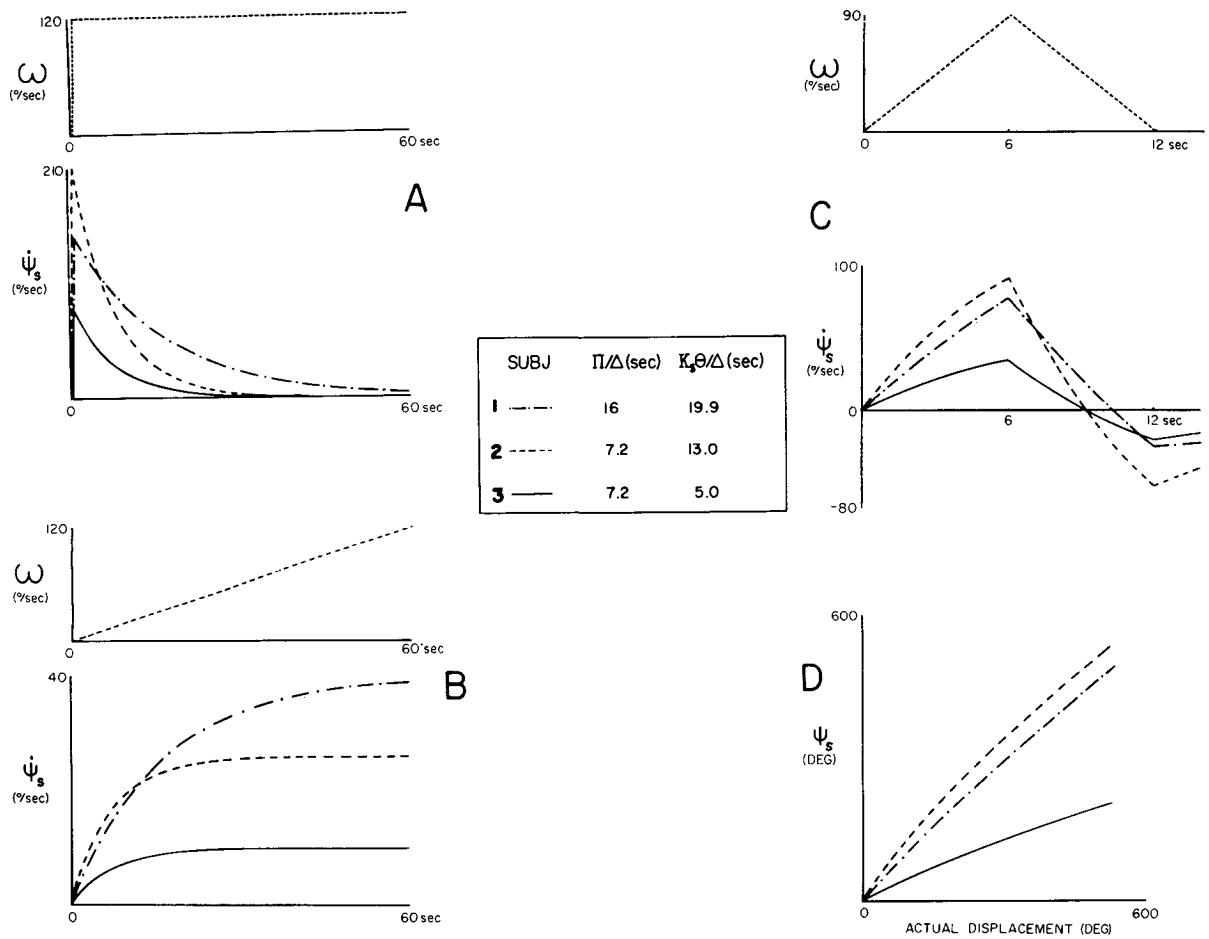 120
ω
(°/sec)
0
60 sec
210
ψ̇s
(°/sec)
0
60 sec
A
120
ω
(°/sec)
0
60 sec
40
ψ̇s
(°/sec)
0
60 sec
B
SUBJ Π/Δ (sec) KsΘ/Δ (sec)
1 16 19.9
2 7.2 13.0
3 7.2 5.0
90
ω
(°/sec)
0
6
12 sec
C
100
ψ̇s
(°/sec)
0
6
12 sec
-80
600
D
ψs
(DEG)
0
600
ACTUAL DISPLACEMENT (DEG)